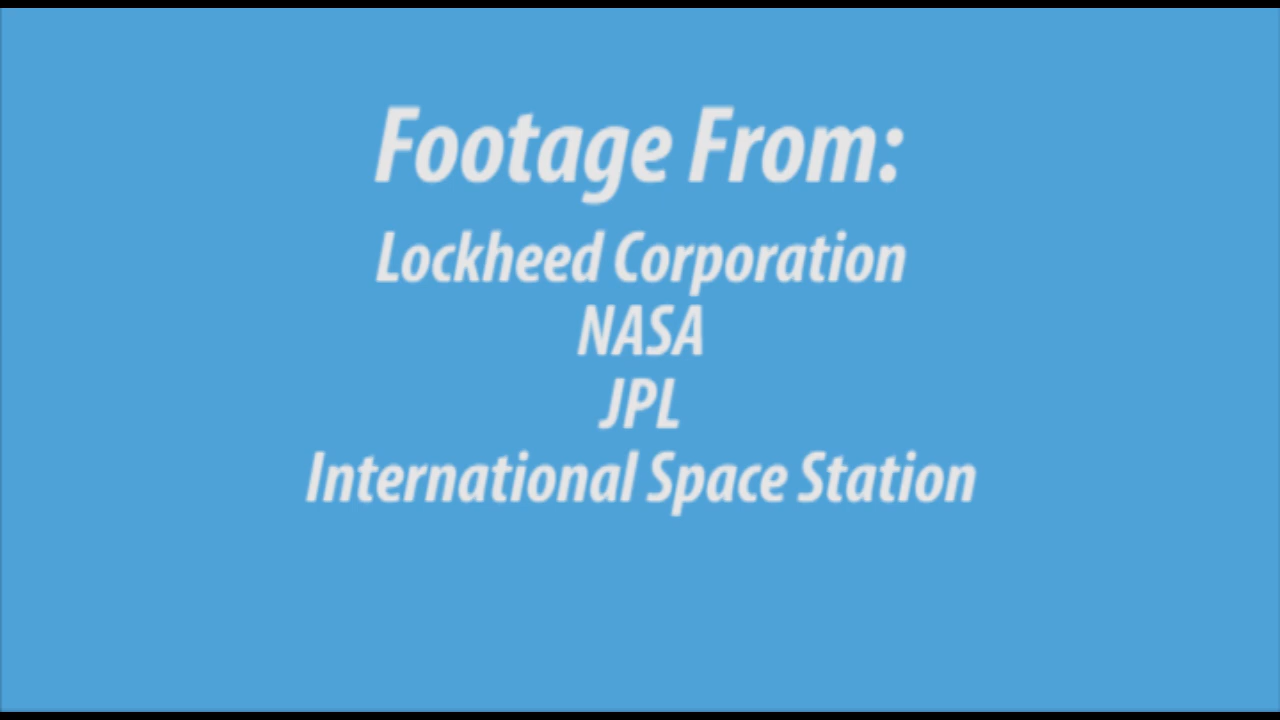 Footage From:
Lockheed Corporation
NASA
JPL
International Space Station